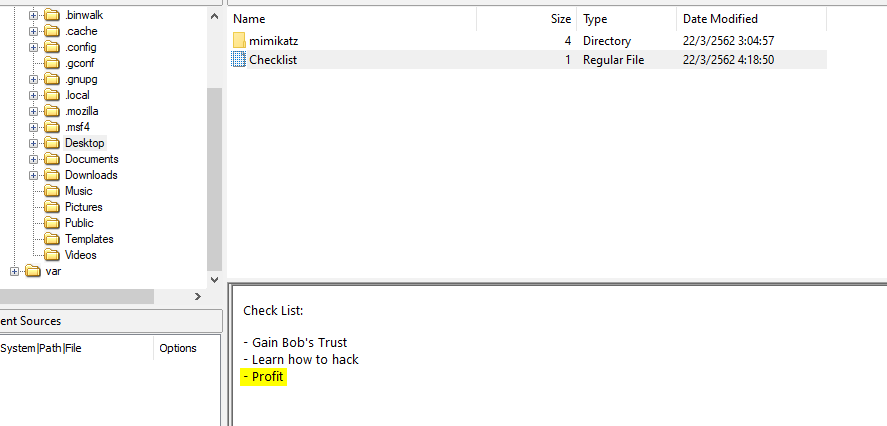 .binwalk
.cache
.config
.gconf
.gnupg
.local
.mozilla
.msf4
Desktop
Documents
Downloads
Music
Pictures
Public
Templates
Videos
var
ent Sources
System|Path|File Options
Name Size Type Date Modified
mimikatz 4 Directory 22/3/2562 3:04:57
Checklist 1 Regular File 22/3/2562 4:18:50
Check List:
- Gain Bob's Trust
- Learn how to hack
- Profit